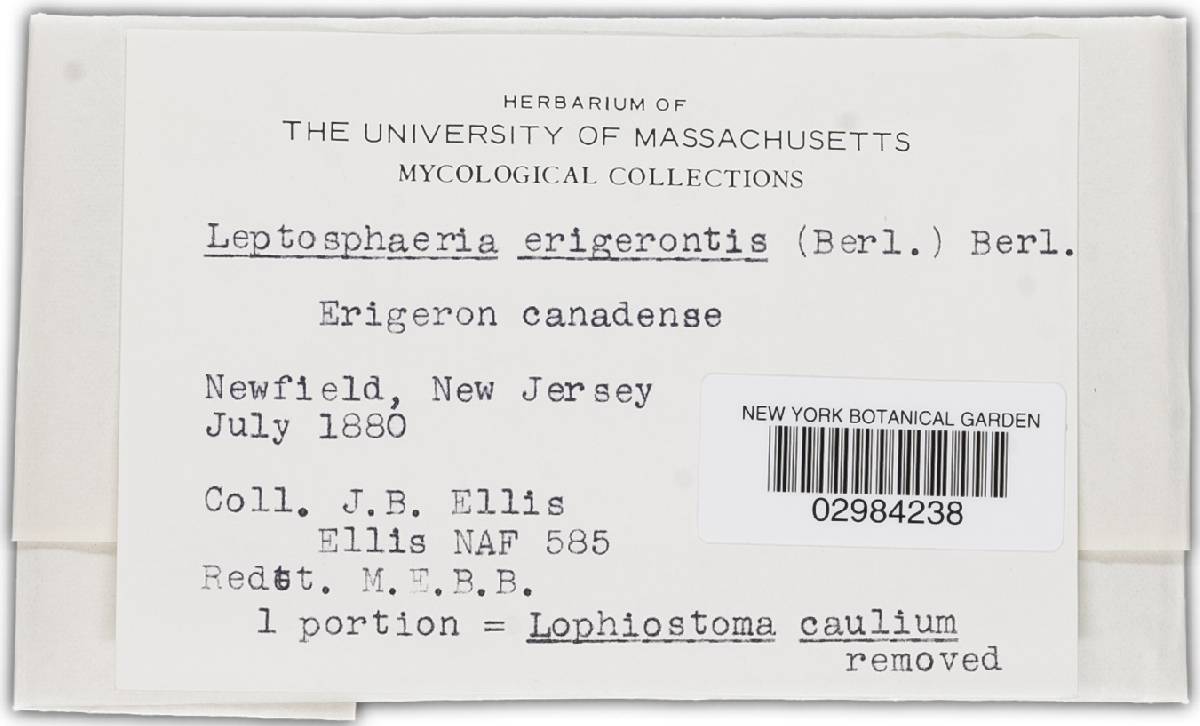 HERBARIUM OF
THE UNIVERSITY OF MASSACHUSETTS
MYCOLOGICAL COLLECTIONS
Leptosphaeria erigerontis (Berl.) Berl.
Erigeron canadense
Newfield, New Jersey
July 1880
NEW YORK BOTANICAL GARDEN
02984238
Coll. J.B. Ellis
Ellis NAF 585
Redet. M.E.B.B.
1 portion = Lophiostoma caulium
removed